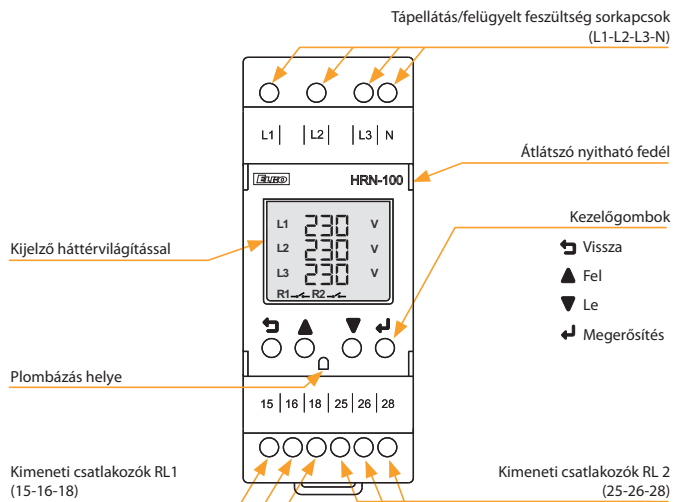 Tápellátás/felügyelt feszültség sorkapcsok
(L1-L2-L3-N)
L1 L2 L3 N
Átlátszó nyitható fedél
ELKO HRN-100
Kezelőgombok
L1 230 V
L2 230 V
L3 230 V
R1 R2
Kijelző háttérvilágítással
Vissza
Fel
Le
Megerősítés
Plombázás helye
15 16 18 25 26 28
Kimeneti csatlakozók RL1
(15-16-18)
Kimeneti csatlakozók RL 2
(25-26-28)